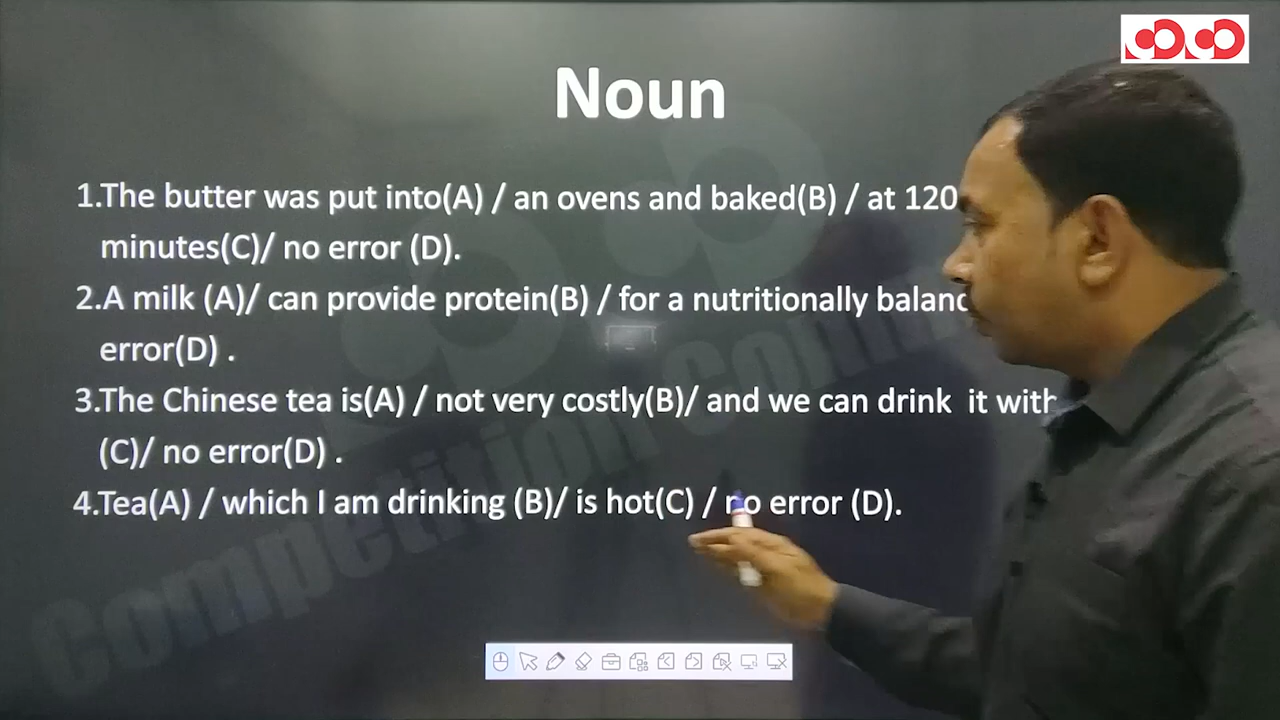 Noun
1.The butter was put into(A) / an ovens and baked(B) / at 120
minutes(C)/ no error (D).
2.A milk (A)/ can provide protein(B) / for a nutritionally
error(D) .
3.The Chinese tea is(A) / not very costly(B)/ and we can drink it
(C)/ no error(D) .
4.Tea(A) / which I am drinking (B)/ is hot(C) / no error (D).
Competition